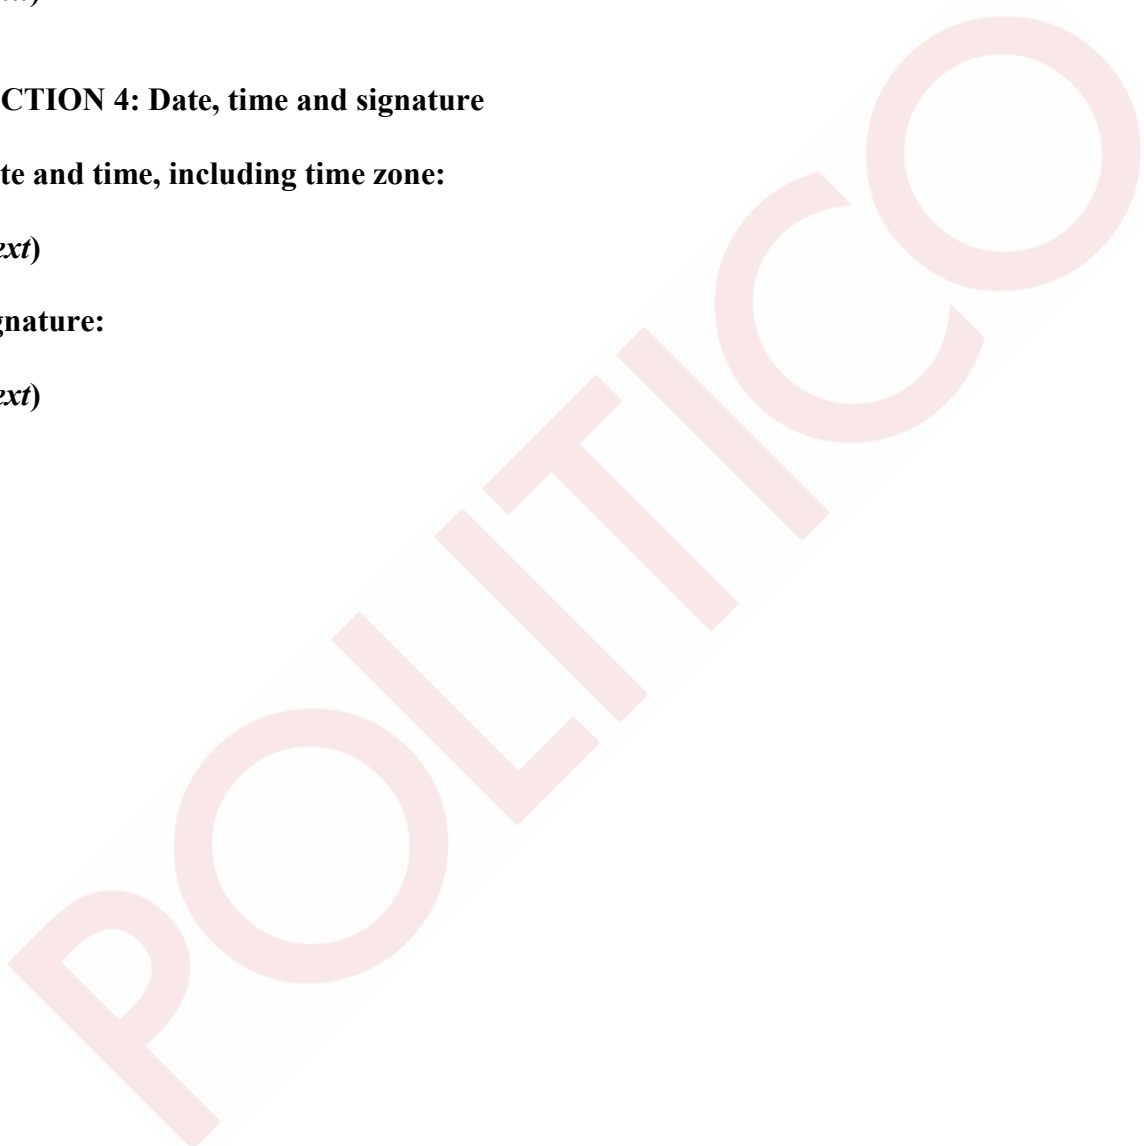 CTION 4: Date, time and signature
te and time, including time zone:
ext)
gnature:
ext)
POLITICO